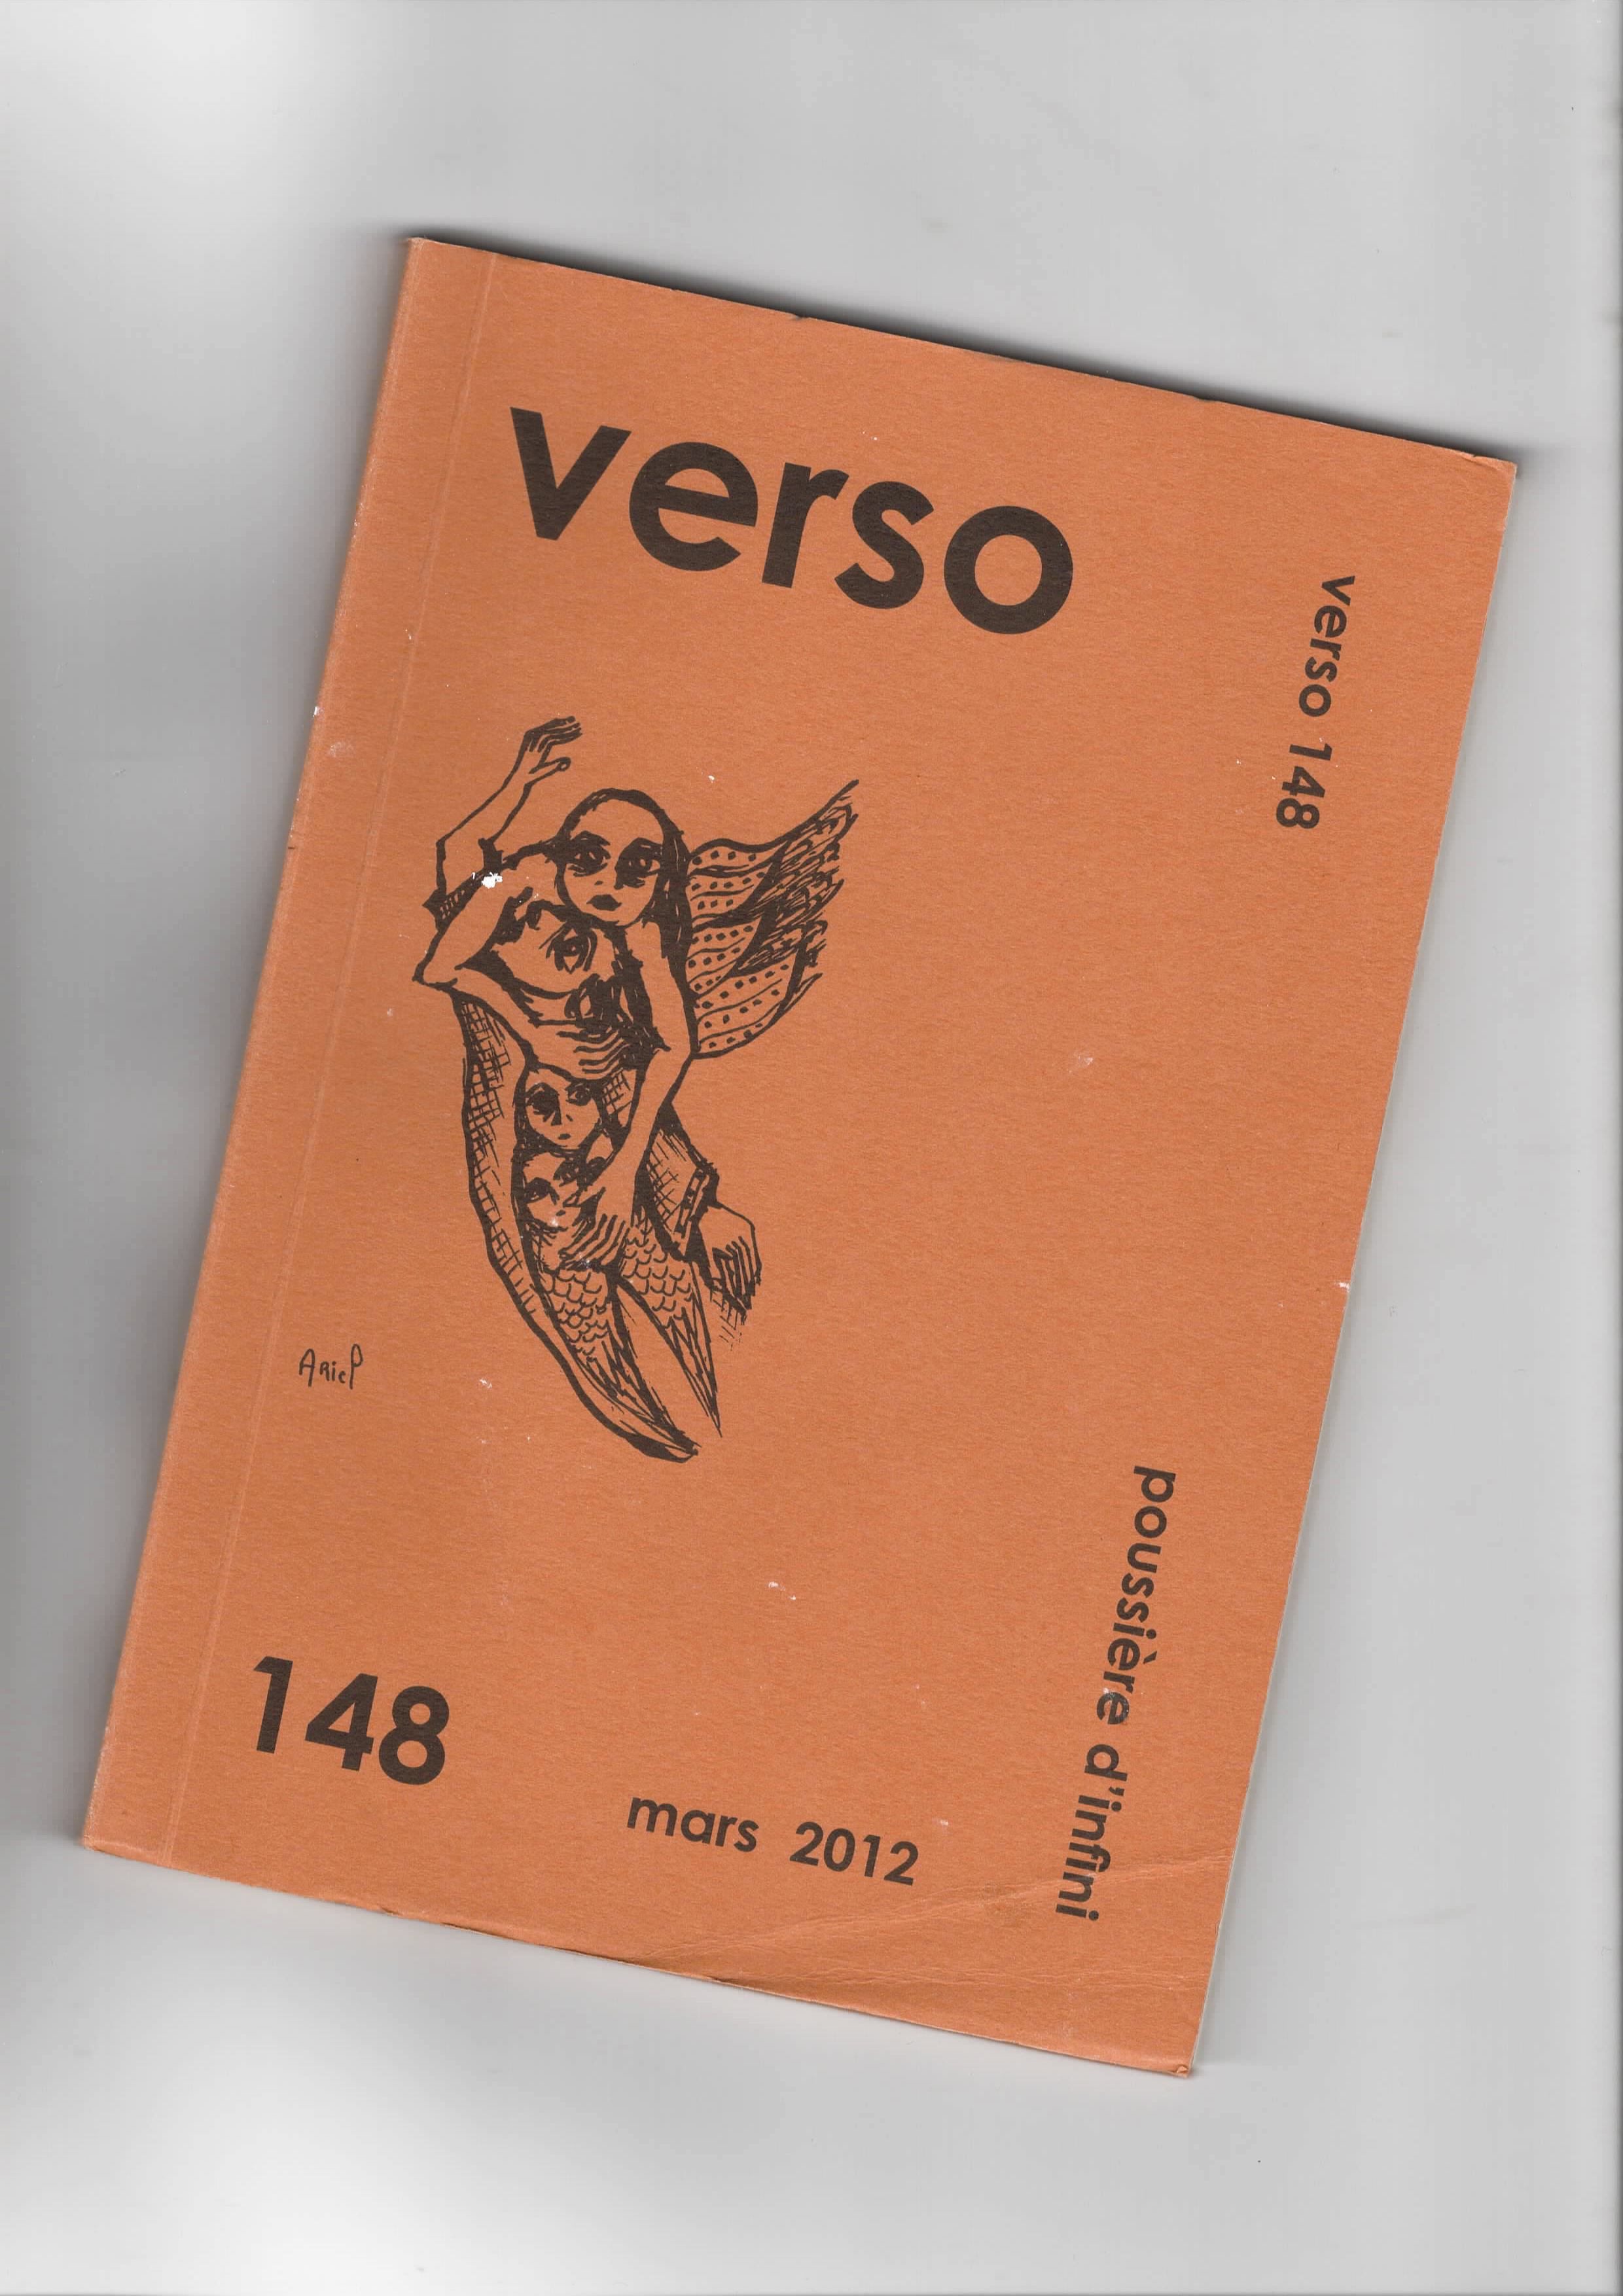 verso
verso 148
Ariel
poussière d'infini
148
mars 2012